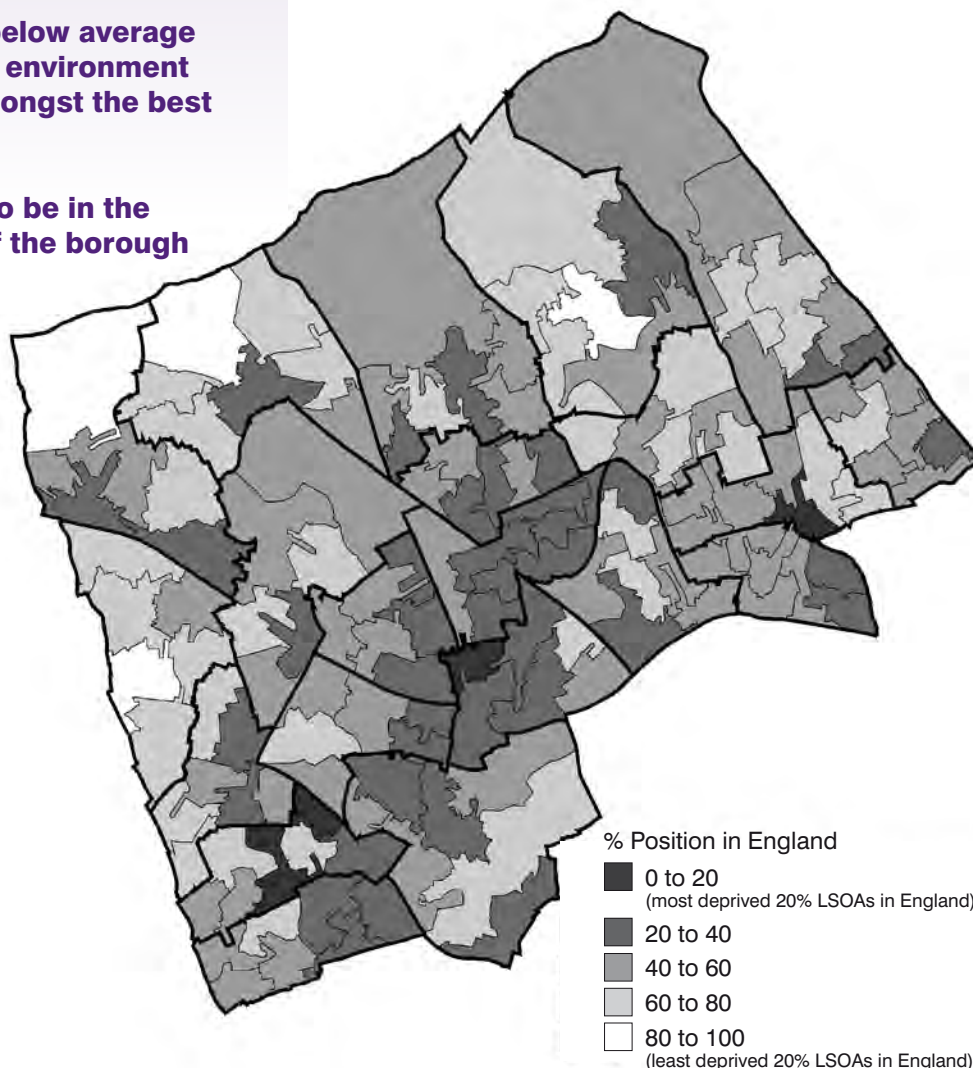 below average
environment
ongst the best
o be in the
f the borough
% Position in England
0 to 20
(most deprived 20% LSOAs in England)
20 to 40
40 to 60
60 to 80
80 to 100
(least deprived 20% LSOAs in England)